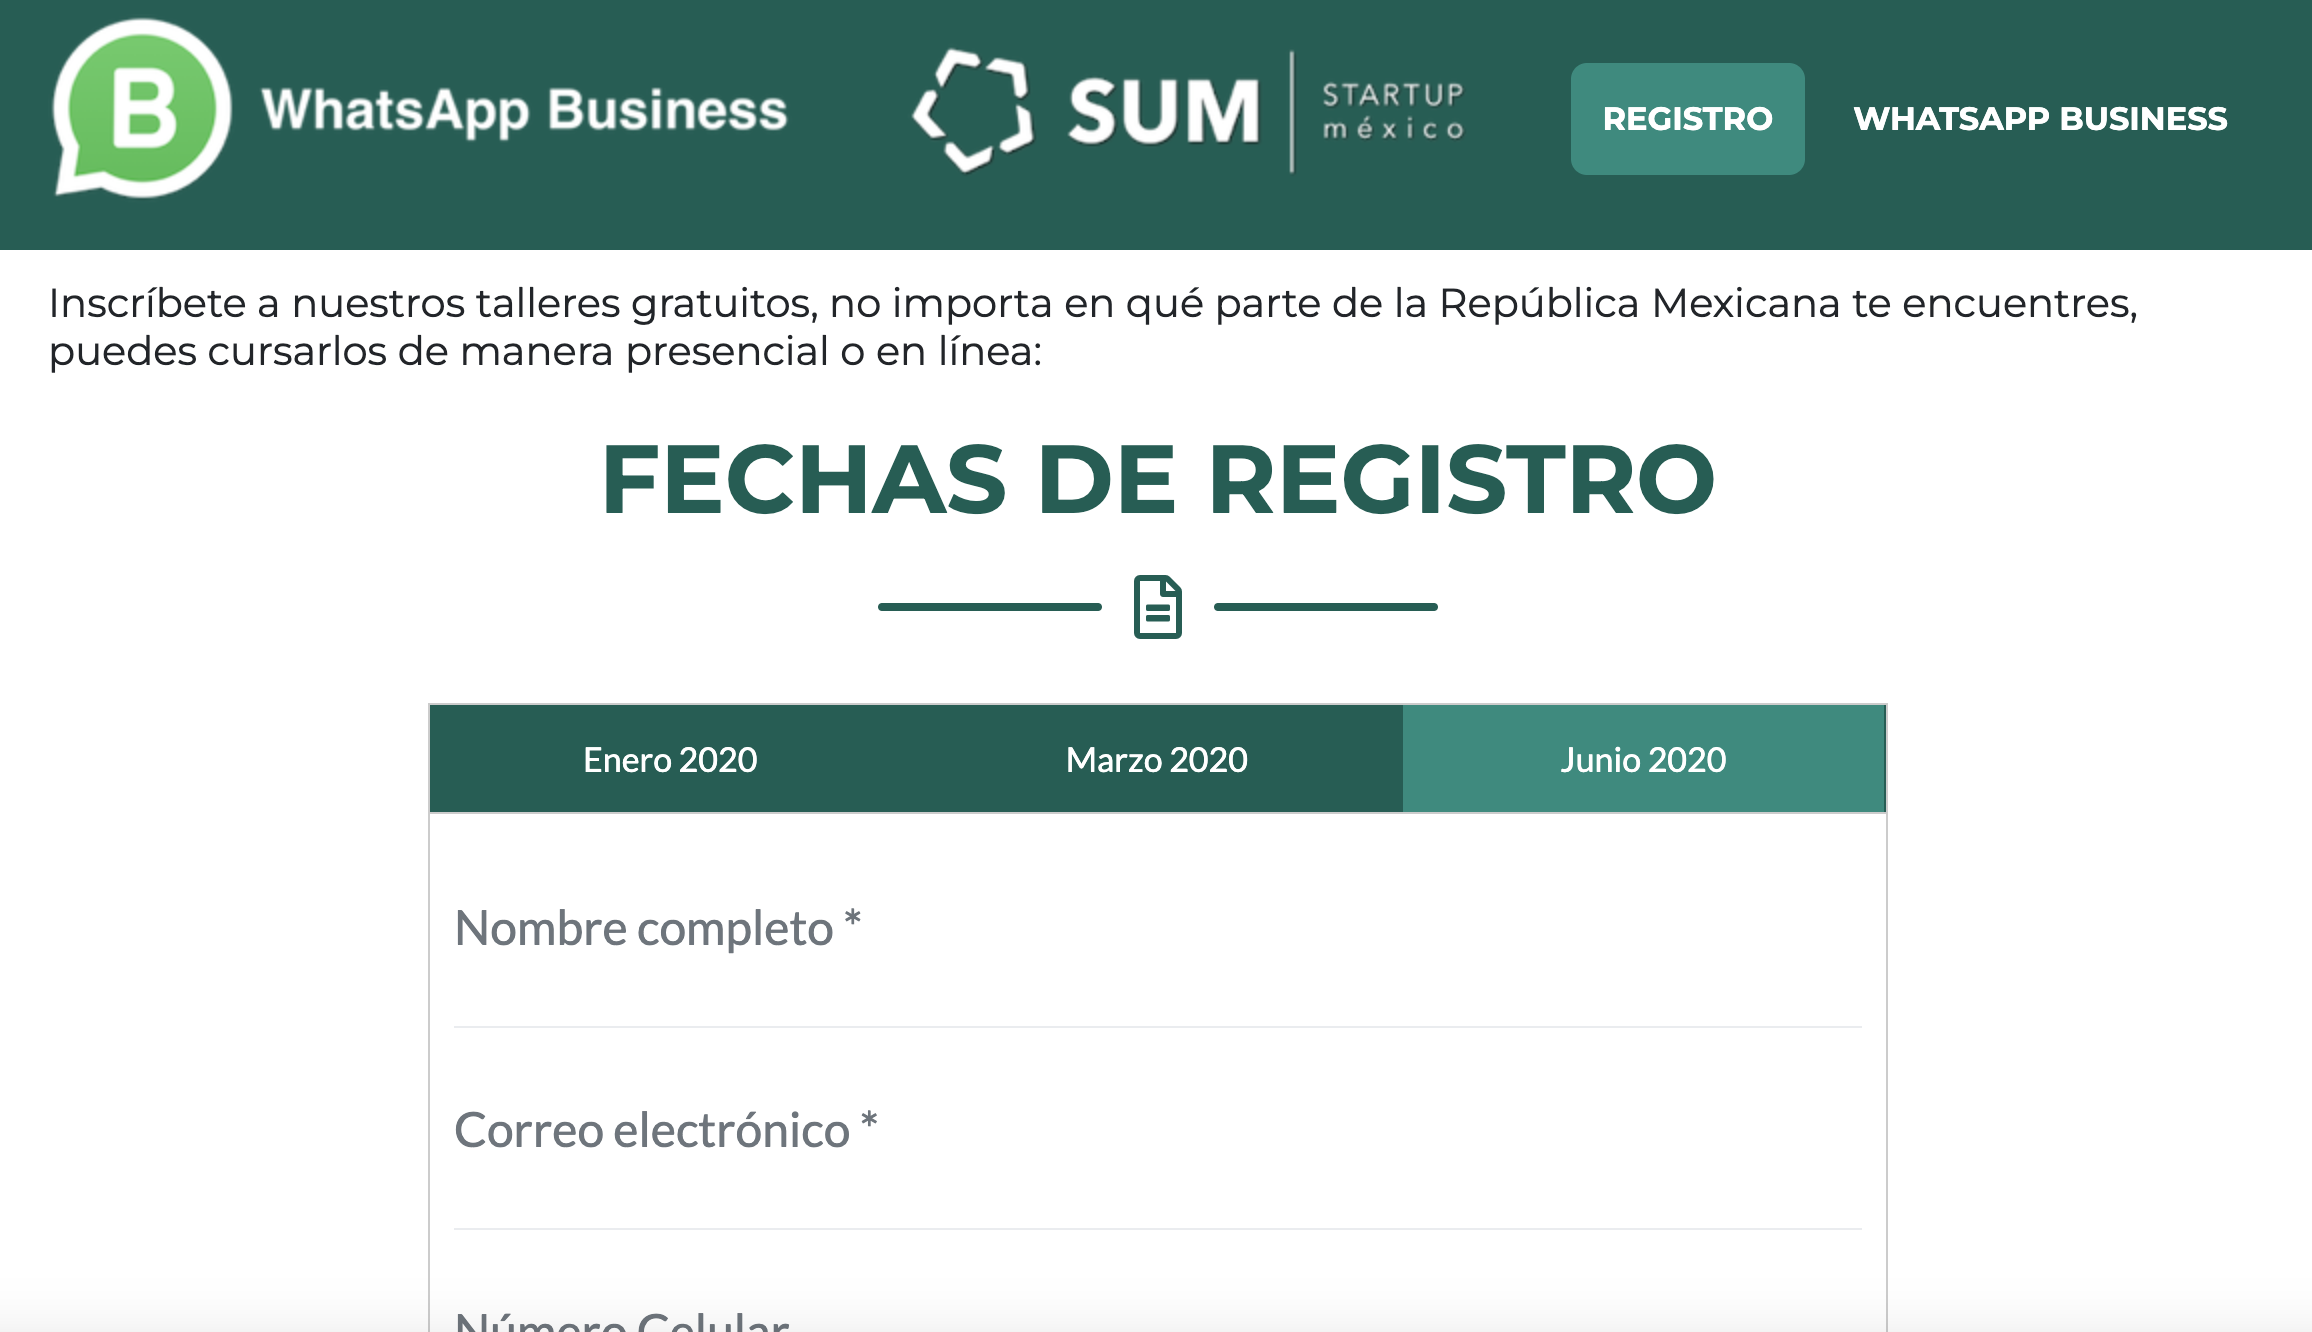 B WhatsApp Business
SUM STARTUP méxico
REGISTRO
WHATSAPP BUSINESS
Inscríbete a nuestros talleres gratuitos, no importa en qué parte de la República Mexicana te encuentres,
puedes cursarlos de manera presencial o en línea:
FECHAS DE REGISTRO
Enero 2020
Marzo 2020
Junio 2020
Nombre completo *
Correo electrónico *
Número Celular